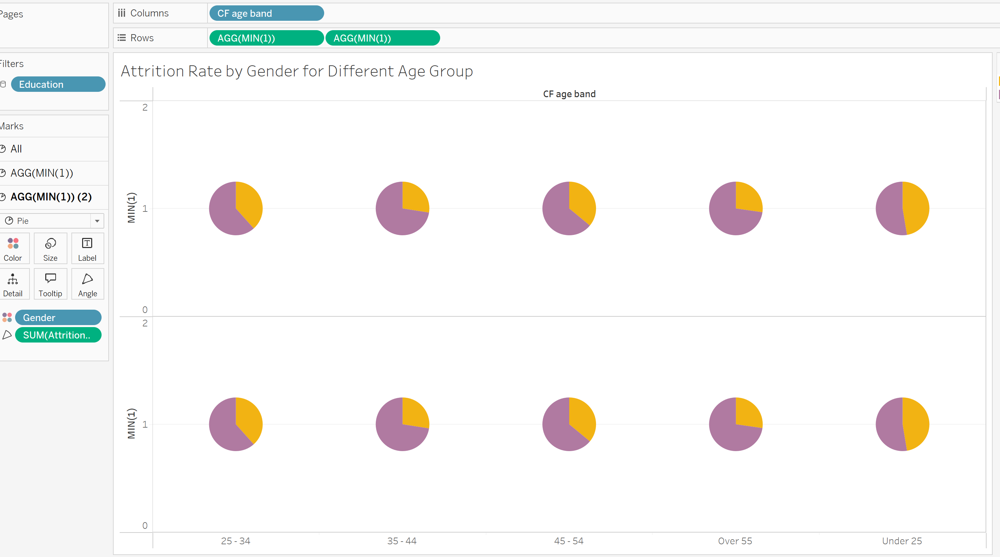 Pages
Columns
CF age band
Rows
AGG(MIN(1))
AGG(MIN(1))
Filters
Education
Marks
All
AGG(MIN(1))
AGG(MIN(1)) (2)
Pie
Color
Size
Label
Detail
Tooltip
Angle
Gender
SUM(Attrition..
Attrition Rate by Gender for Different Age Group
CF age band
2
MIN(1)
1
0
2
MIN(1)
1
0
25 - 34
35 - 44
45 - 54
Over 55
Under 25